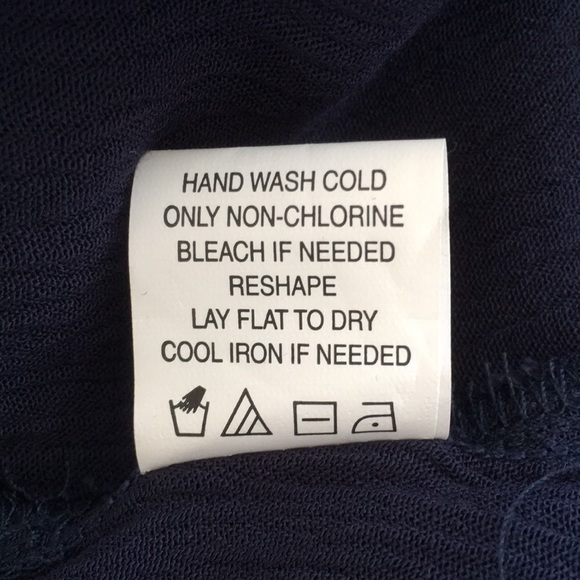 HAND WASH COLD
ONLY NON-CHLORINE
BLEACH IF NEEDED
RESHAPE
LAY FLAT TO DRY
COOL IRON IF NEEDED